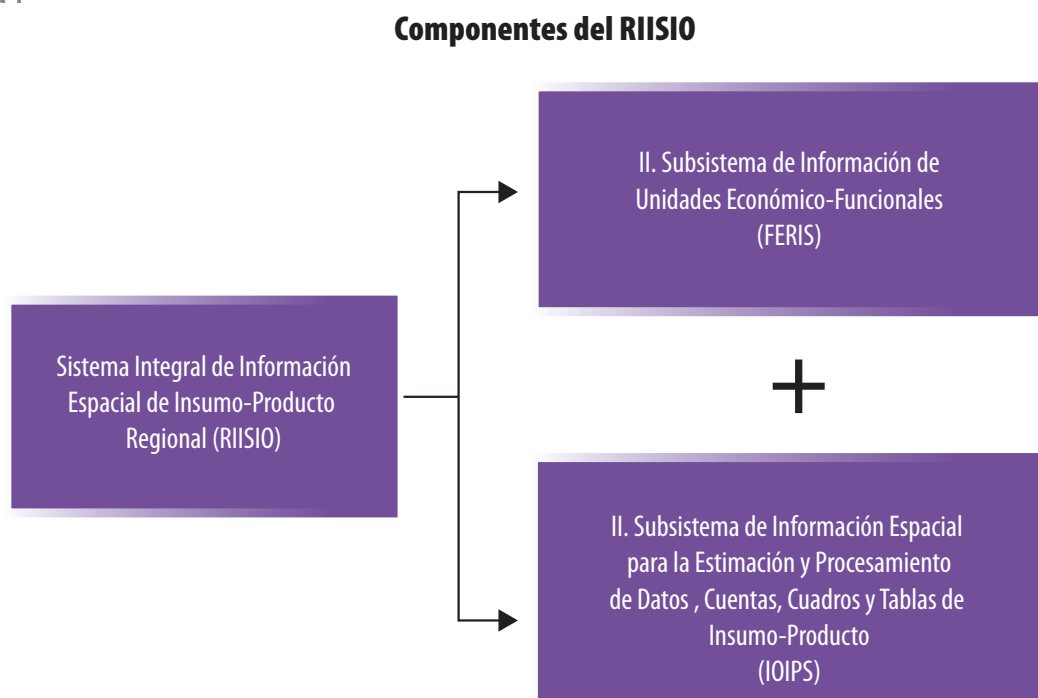 Componentes del RIISIO
II. Subsistema de Información de
Unidades Económico-Funcionales
(FERIS)
Sistema Integral de Información
Espacial de Insumo-Producto
Regional (RIISIO)
+
II. Subsistema de Información Espacial
para la Estimación y Procesamiento
de Datos , Cuentas, Cuadros y Tablas de
Insumo-Producto
(IOIPS)